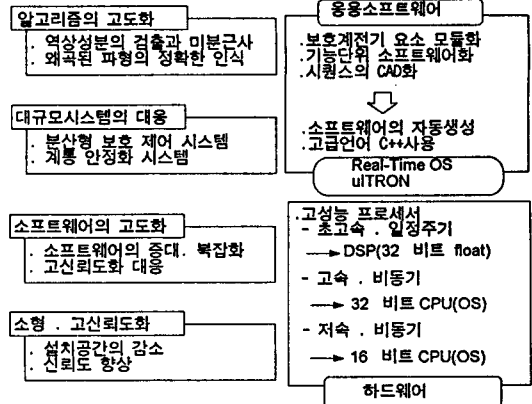 알고리즘의 고도화
. 역상성분의 검출과 미분근사
. 왜곡된 파형의 정확한 인식
대규모시스템의 대응
. 분산형 보호 제어 시스템
. 계통 안정화 시스템
소프트웨어의 고도화
. 소프트웨어의 증대. 복잡화
. 고신뢰도화 대응
소형 . 고신뢰도화
. 설치공간의 감소
. 신뢰도 향상
응용소프트웨어
.보호계전기 요소 모듈화
.기능단위 소프트웨어화
.시퀀스의 CAD화
.소프트웨어의 자동생성
.고급언어 C++사용
Real-Time OS
uITRON
.고성능 프로세서
- 초고속 . 일정주기
→ DSP(32 비트 float)
- 고속 . 비동기
→ 32 비트 CPU(OS)
- 저속 . 비동기
→ 16 비트 CPU(OS)
하드웨어